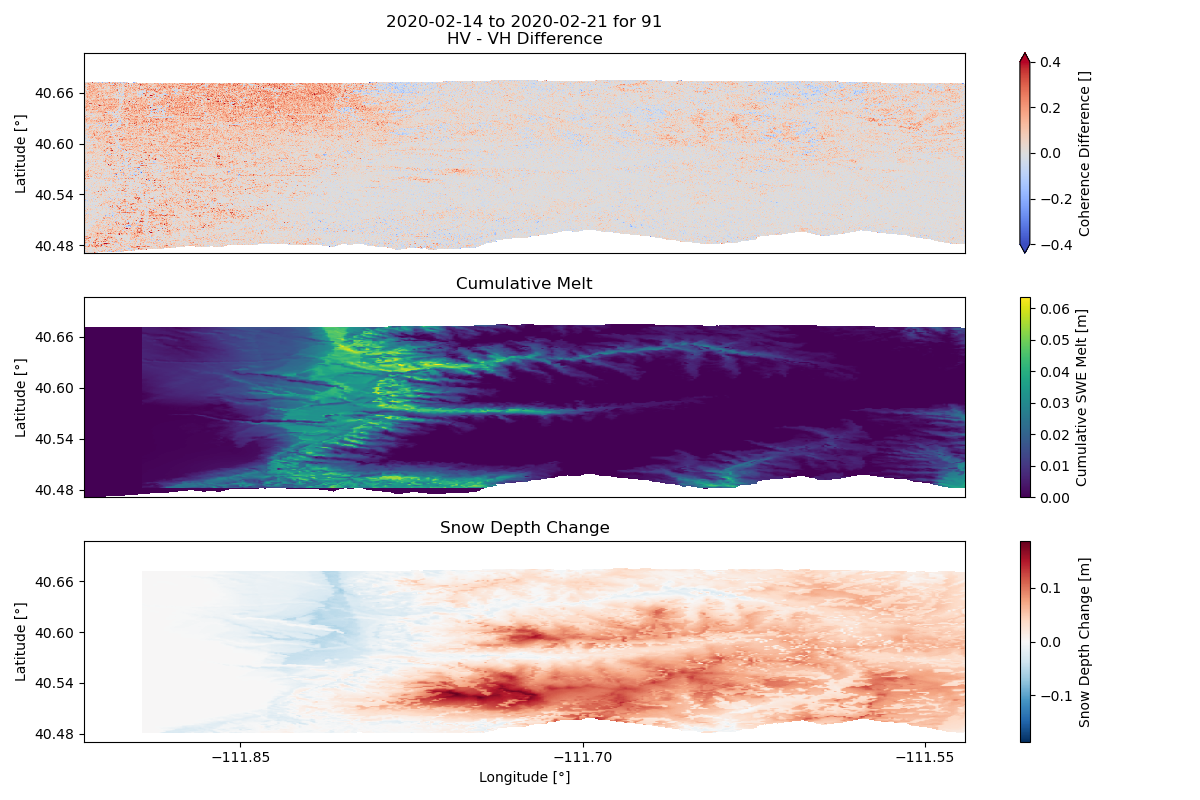 2020-02-14 to 2020-02-21 for 91
HV - VH Difference
40.66
40.60
40.54
40.48
Latitude [°]
0.4
0.2
0.0
−0.2
−0.4
Coherence Difference []
Cumulative Melt
40.66
40.60
40.54
40.48
Latitude [°]
0.06
0.05
0.04
0.03
0.02
0.01
0.00
Cumulative SWE Melt [m]
Snow Depth Change
40.66
40.60
40.54
40.48
Latitude [°]
0.1
0.0
−0.1
Snow Depth Change [m]
−111.85
−111.70
−111.55
Longitude [°]